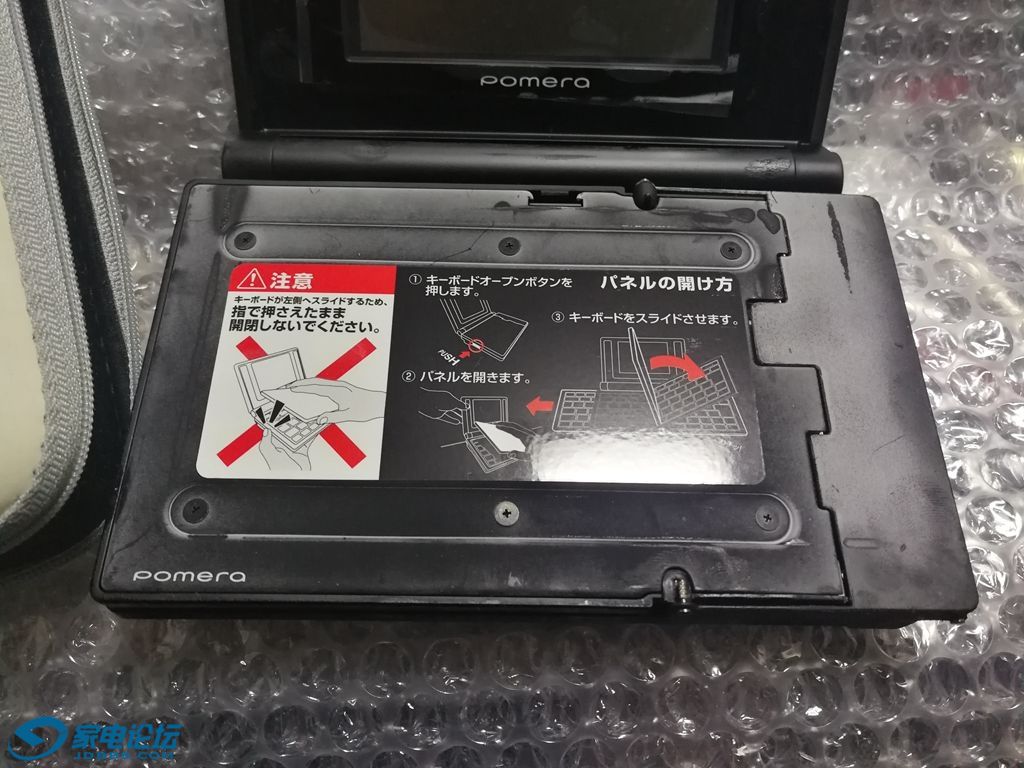 pomera
注意
キーボードが左側へスライドするため、
指で押さえたまま
開閉しないでください。
パネルの開け方
① キーボードオープンボタンを
押します。
PUSH
② パネルを開きます。
③ キーボードをスライドさせます。
pomera
家电论坛
JDBBS.COM